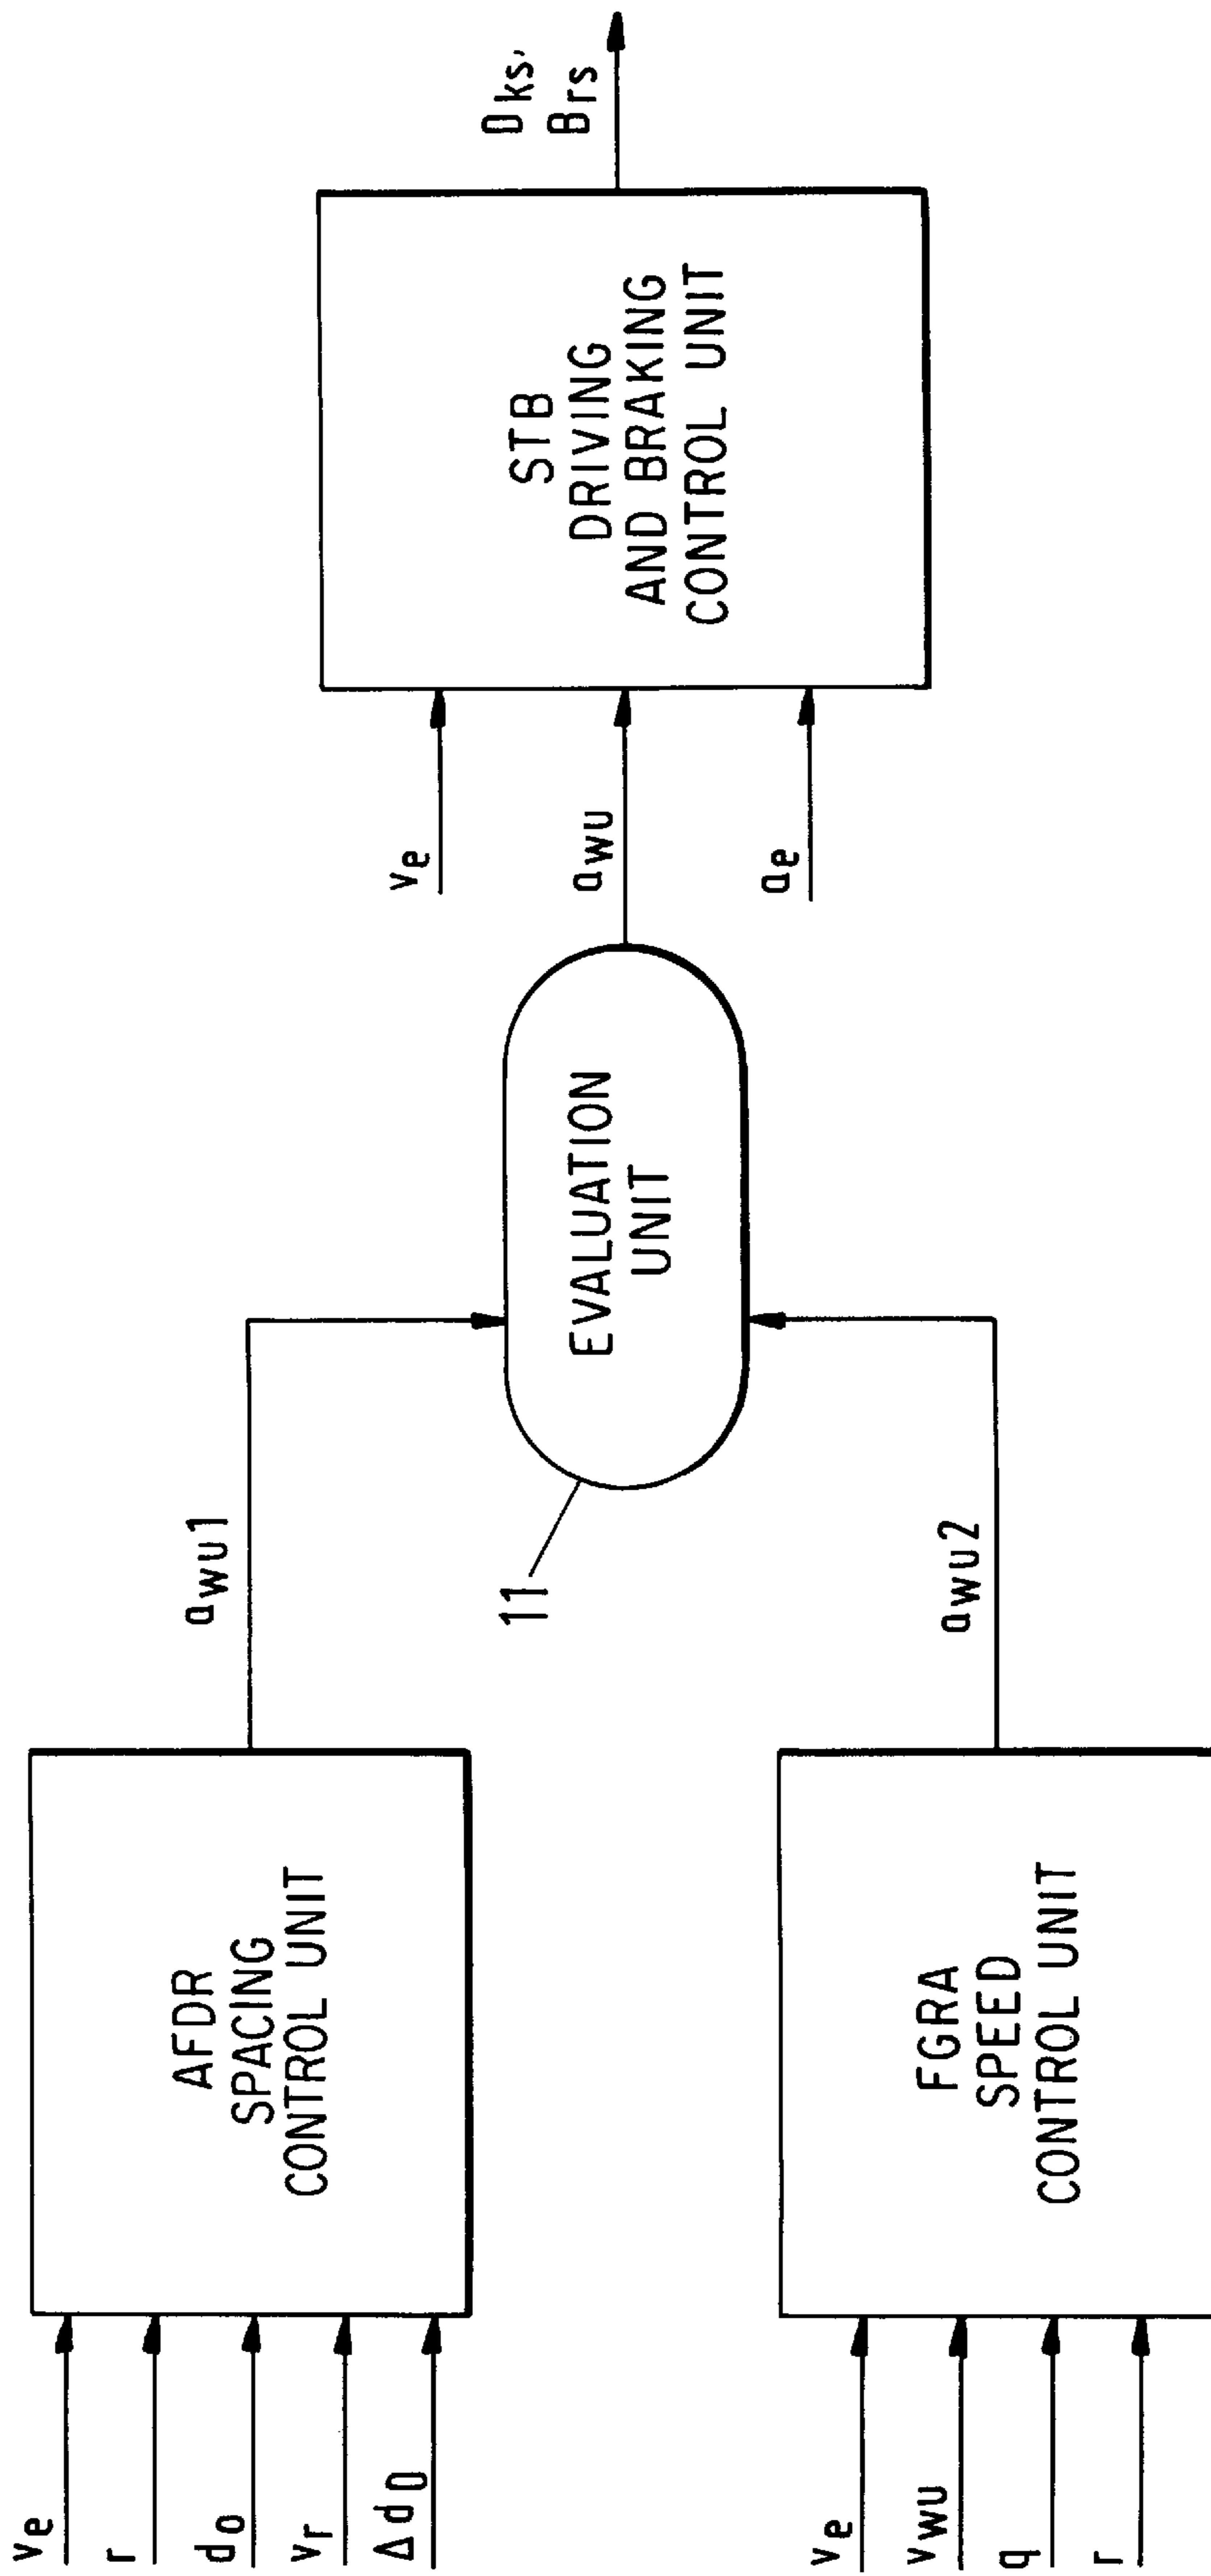 ve
r
do
vr
Δd0
AFDR
SPACING
CONTROL UNIT
awu1
ve
vwu
q
r
FGRA
SPEED
CONTROL UNIT
awu2
11
EVALUATION
UNIT
ve
awu
ae
STB
DRIVING
AND BRAKING
CONTROL UNIT
Dks,
Brs